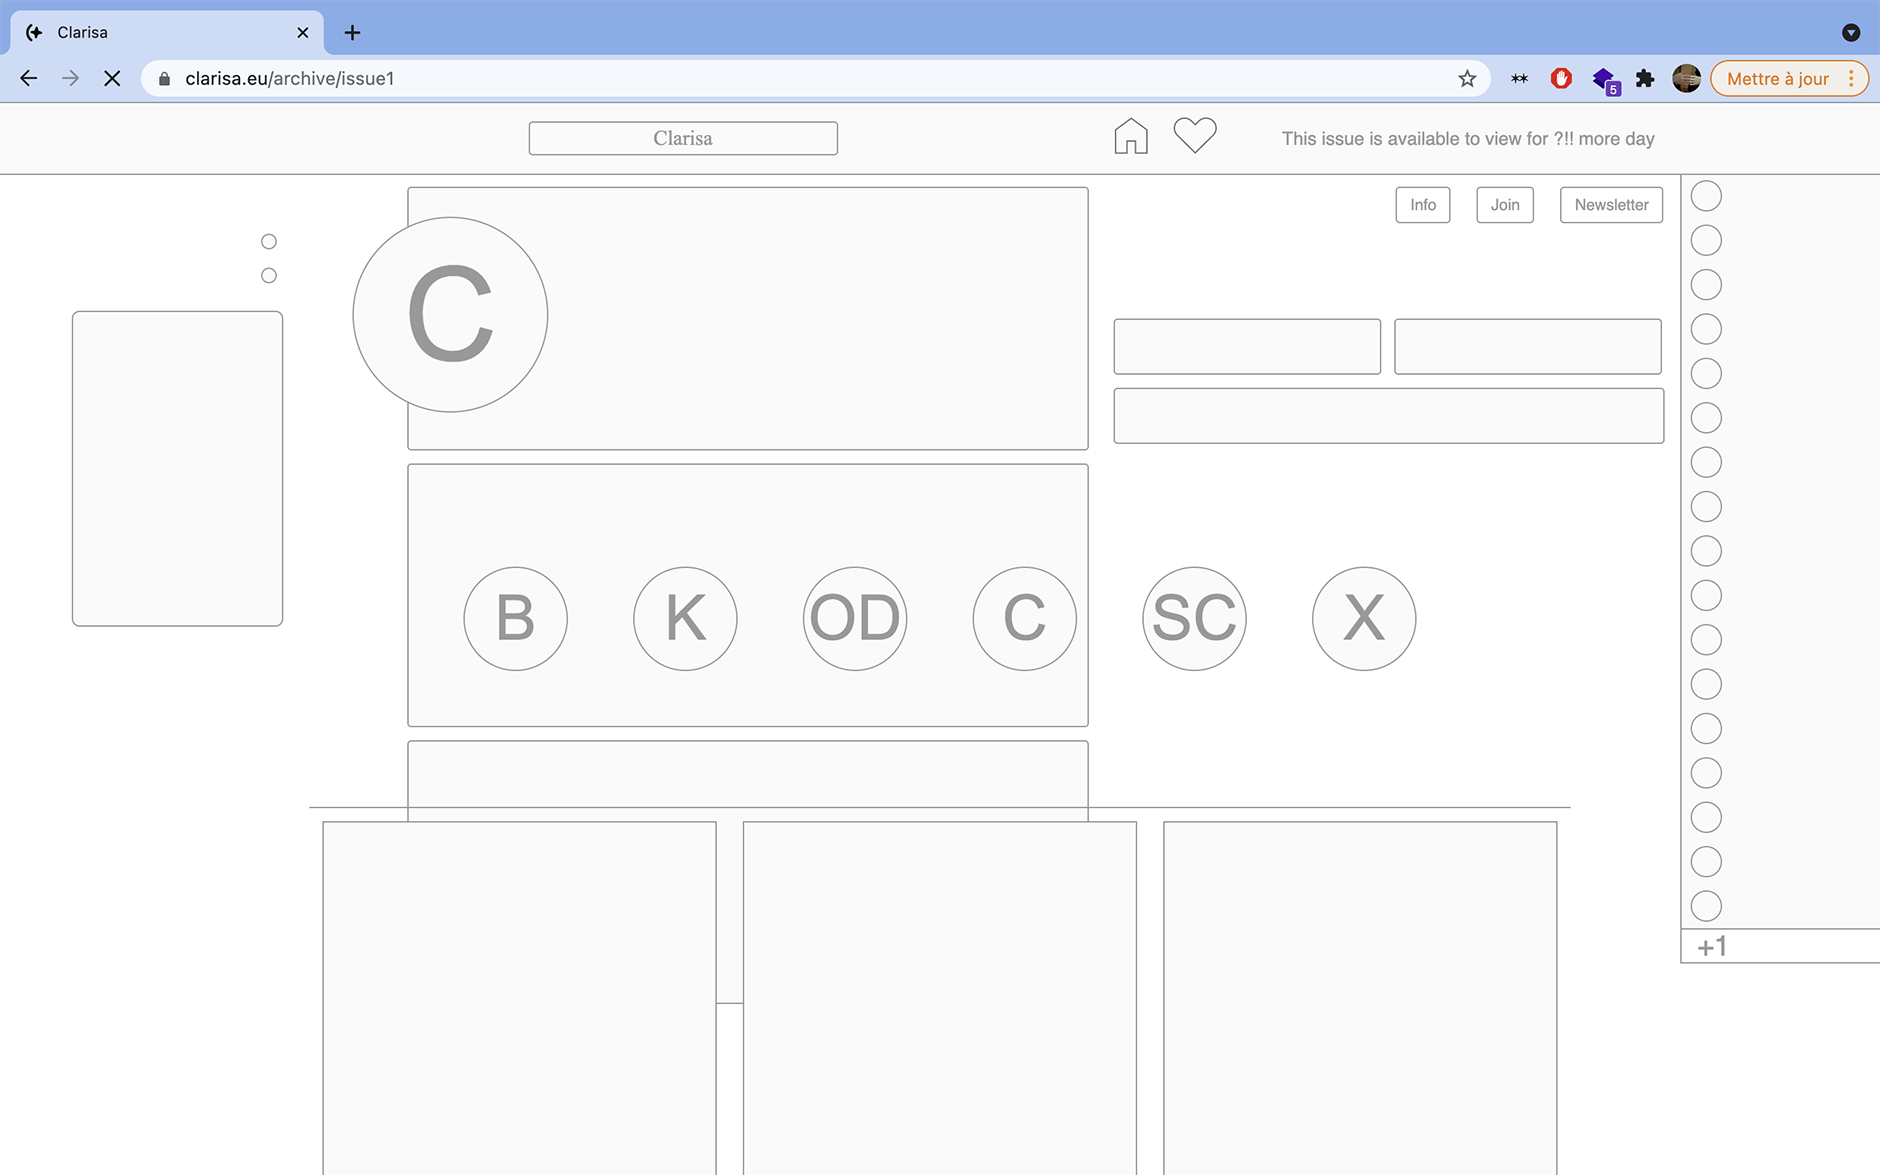 Clarisa
clarisa.eu/archive/issue1
5
Mettre à jour
Clarisa
This issue is available to view for ?!! more day
Info
Join
Newsletter
C
B
K
OD
C
SC
X
+1